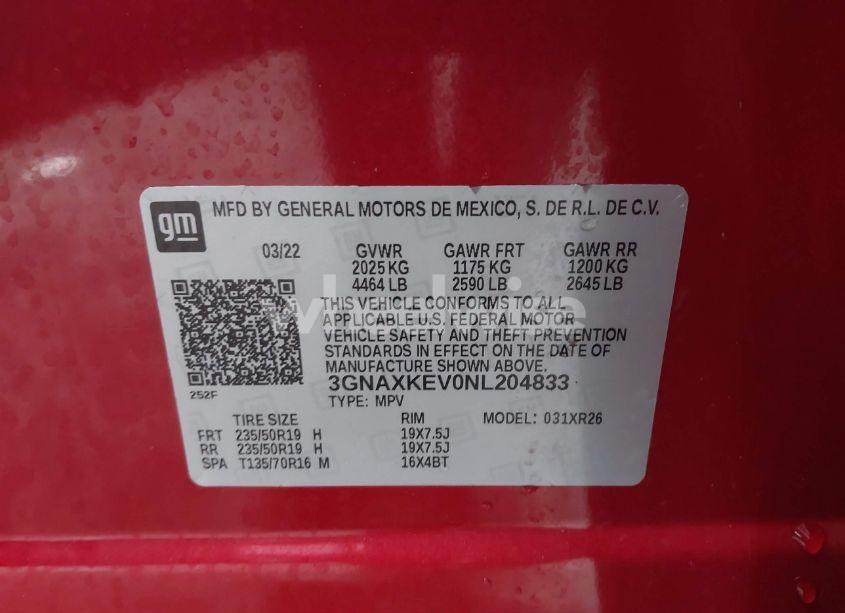 gm
MFD BY GENERAL MOTORS DE MEXICO, S. DE R.L. DE C.V.
03/22 GVWR GAWR FRT GAWR RR
2025 KG 1175 KG 1200 KG
4464 LB 2590 LB 2645 LB
THIS VEHICLE CONFORMS TO ALL
APPLICABLE U.S. FEDERAL MOTOR
VEHICLE SAFETY AND THEFT PREVENTION
STANDARDS IN EFFECT ON THE DATE OF
MANUFACTURE SHOWN ABOVE.
3GNAXKEV0NL204833
252F
TYPE: MPV
TIRE SIZE RIM MODEL: 031XR26
FRT 235/50R19 H 19X7.5J
RR 235/50R19 H 19X7.5J
SPA T135/70R16 M 16X4BT